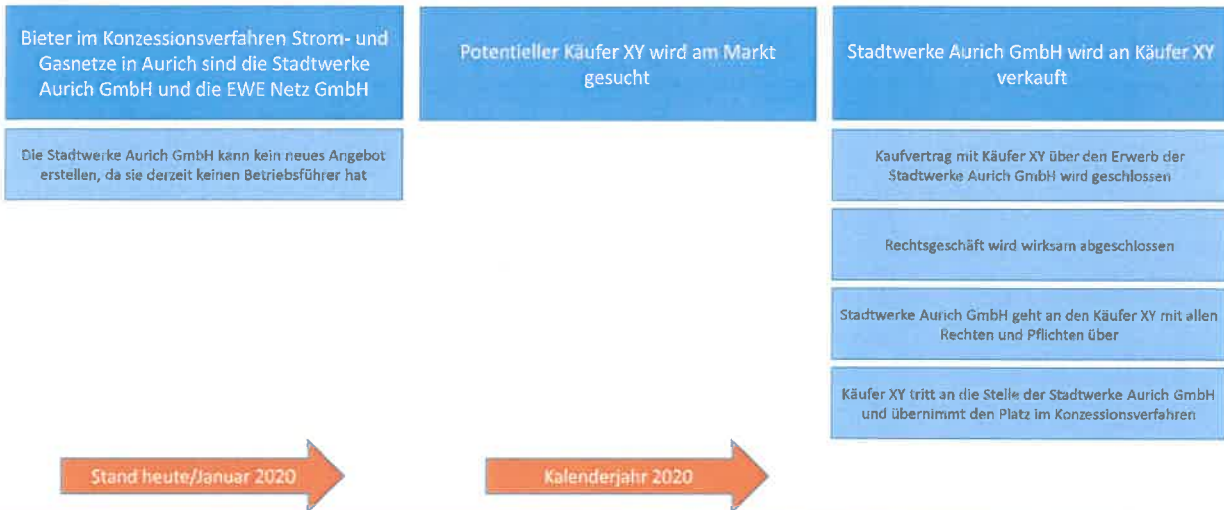 Bieter im Konzessionsverfahren Strom- und
Gasnetze in Aurich sind die Stadtwerke
Aurich GmbH und die EWE Netz GmbH
Die Stadtwerke Aurich GmbH kann kein neues Angebot
erstellen, da sie derzeit keinen Betriebsführer hat
Potentieller Käufer XY wird am Markt
gesucht
Stadtwerke Aurich GmbH wird an Käufer XY
verkauft
Kaufvertrag mit Käufer XY über den Erwerb der
Stadtwerke Aurich GmbH wird geschlossen
Rechtsgeschäft wird wirksam abgeschlossen
Stadtwerke Aurich GmbH geht an den Käufer XY mit allen
Rechten und Pflichten über
Käufer XY tritt an die Stelle der Stadtwerke Aurich GmbH
und übernimmt den Platz im Konzessionsverfahren
Stand heute/Januar 2020
Kalenderjahr 2020